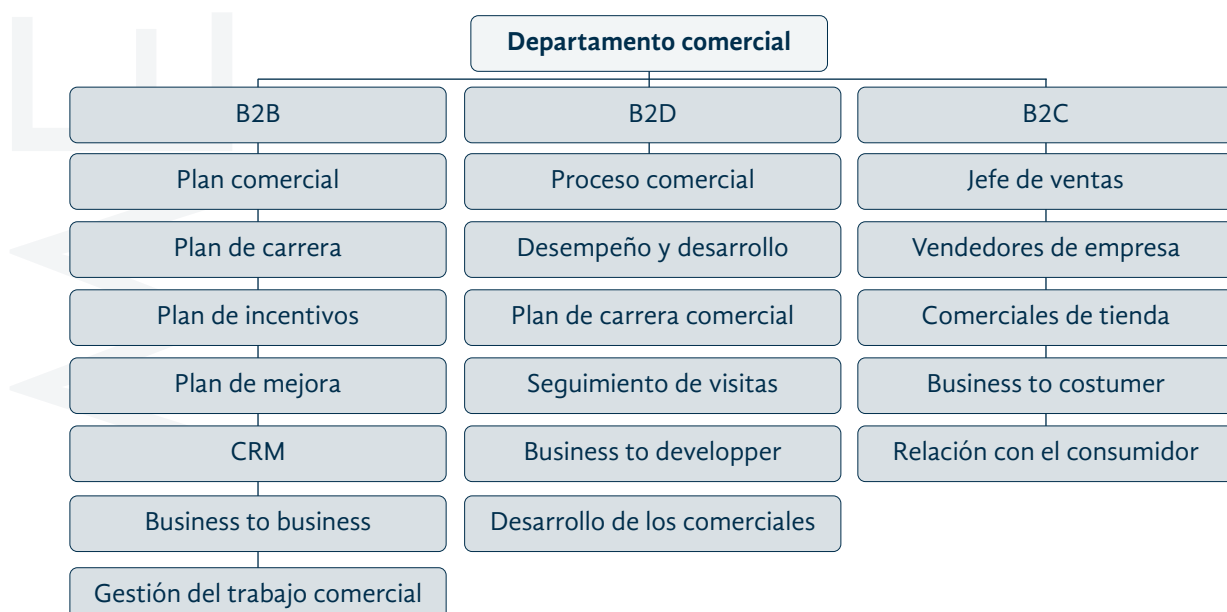 Departamento comercial
B2B
Plan comercial
Plan de carrera
Plan de incentivos
Plan de mejora
CRM
Business to business
Gestión del trabajo comercial
B2D
Proceso comercial
Desempeño y desarrollo
Plan de carrera comercial
Seguimiento de visitas
Business to developper
Desarrollo de los comerciales
B2C
Jefe de ventas
Vendedores de empresa
Comerciales de tienda
Business to costumer
Relación con el consumidor